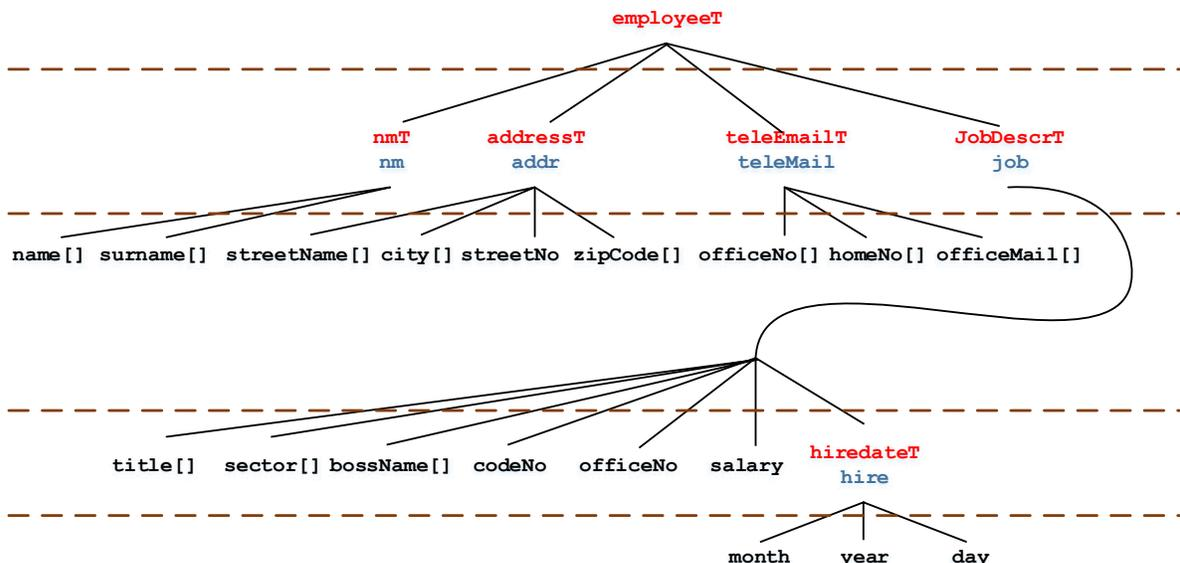 employeeT
nmT addressT teleEmailT JobDescrT
nm addr teleMail job
name[] surname[] streetName[] city[] streetNo zipCode[] officeNo[] homeNo[] officeMail[]
title[] sector[] bossName[] codeNo officeNo salary hiredateT
hire
month year day